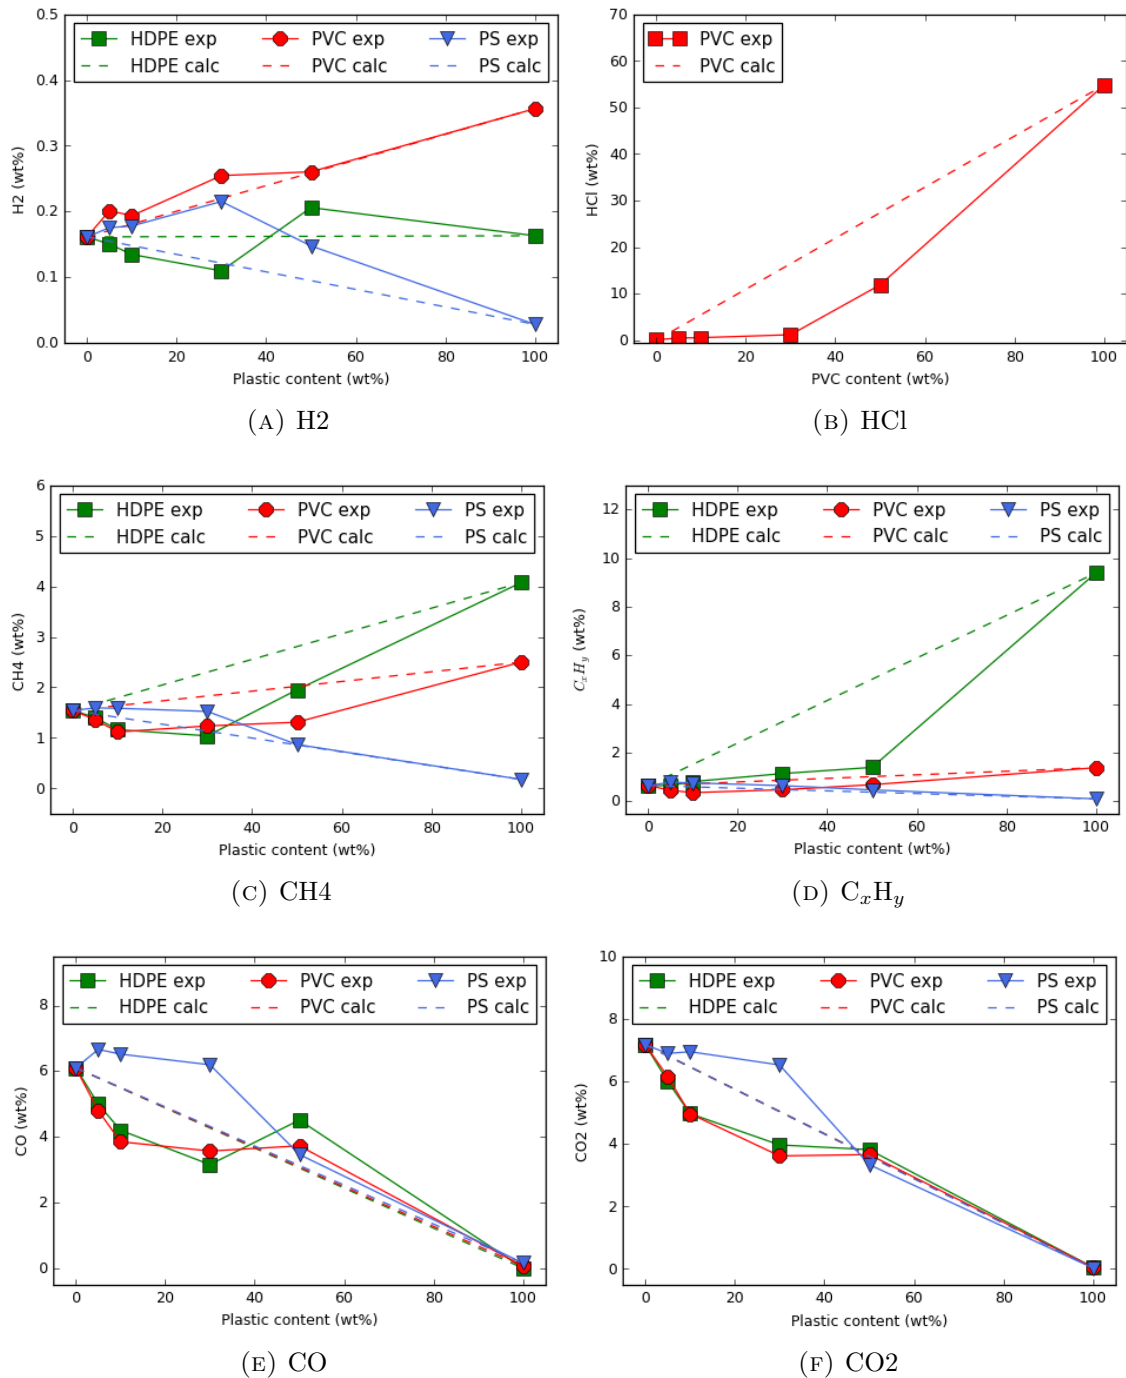 HDPE exp PVC exp PS exp
HDPE calc PVC calc PS calc
0.5
0.4
0.3
0.2
0.1
0.0
H2 (wt%)
0 20 40 60 80 100
Plastic content (wt%)
(A) H2
PVC exp
PVC calc
70
60
50
40
30
20
10
0
HCl (wt%)
0 20 40 60 80 100
PVC content (wt%)
(B) HCl
HDPE exp PVC exp PS exp
HDPE calc PVC calc PS calc
6
5
4
3
2
1
0
CH4 (wt%)
0 20 40 60 80 100
Plastic content (wt%)
(C) CH4
HDPE exp PVC exp PS exp
HDPE calc PVC calc PS calc
12
10
8
6
4
2
0
CxHy (wt%)
0 20 40 60 80 100
Plastic content (wt%)
(D) CxHy
HDPE exp PVC exp PS exp
HDPE calc PVC calc PS calc
8
6
4
2
0
CO (wt%)
0 20 40 60 80 100
Plastic content (wt%)
(E) CO
HDPE exp PVC exp PS exp
HDPE calc PVC calc PS calc
10
8
6
4
2
0
CO2 (wt%)
0 20 40 60 80 100
Plastic content (wt%)
(F) CO2